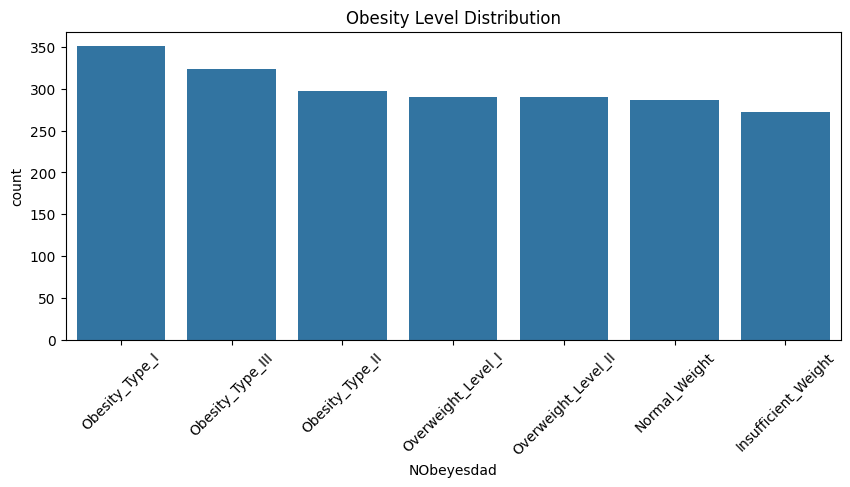 Obesity Level Distribution
count
350
300
250
200
150
100
50
0
Obesity_Type_I
Obesity_Type_III
Obesity_Type_II
Overweight_Level_I
Overweight_Level_II
Normal_Weight
Insufficient_Weight
NObeyesdad